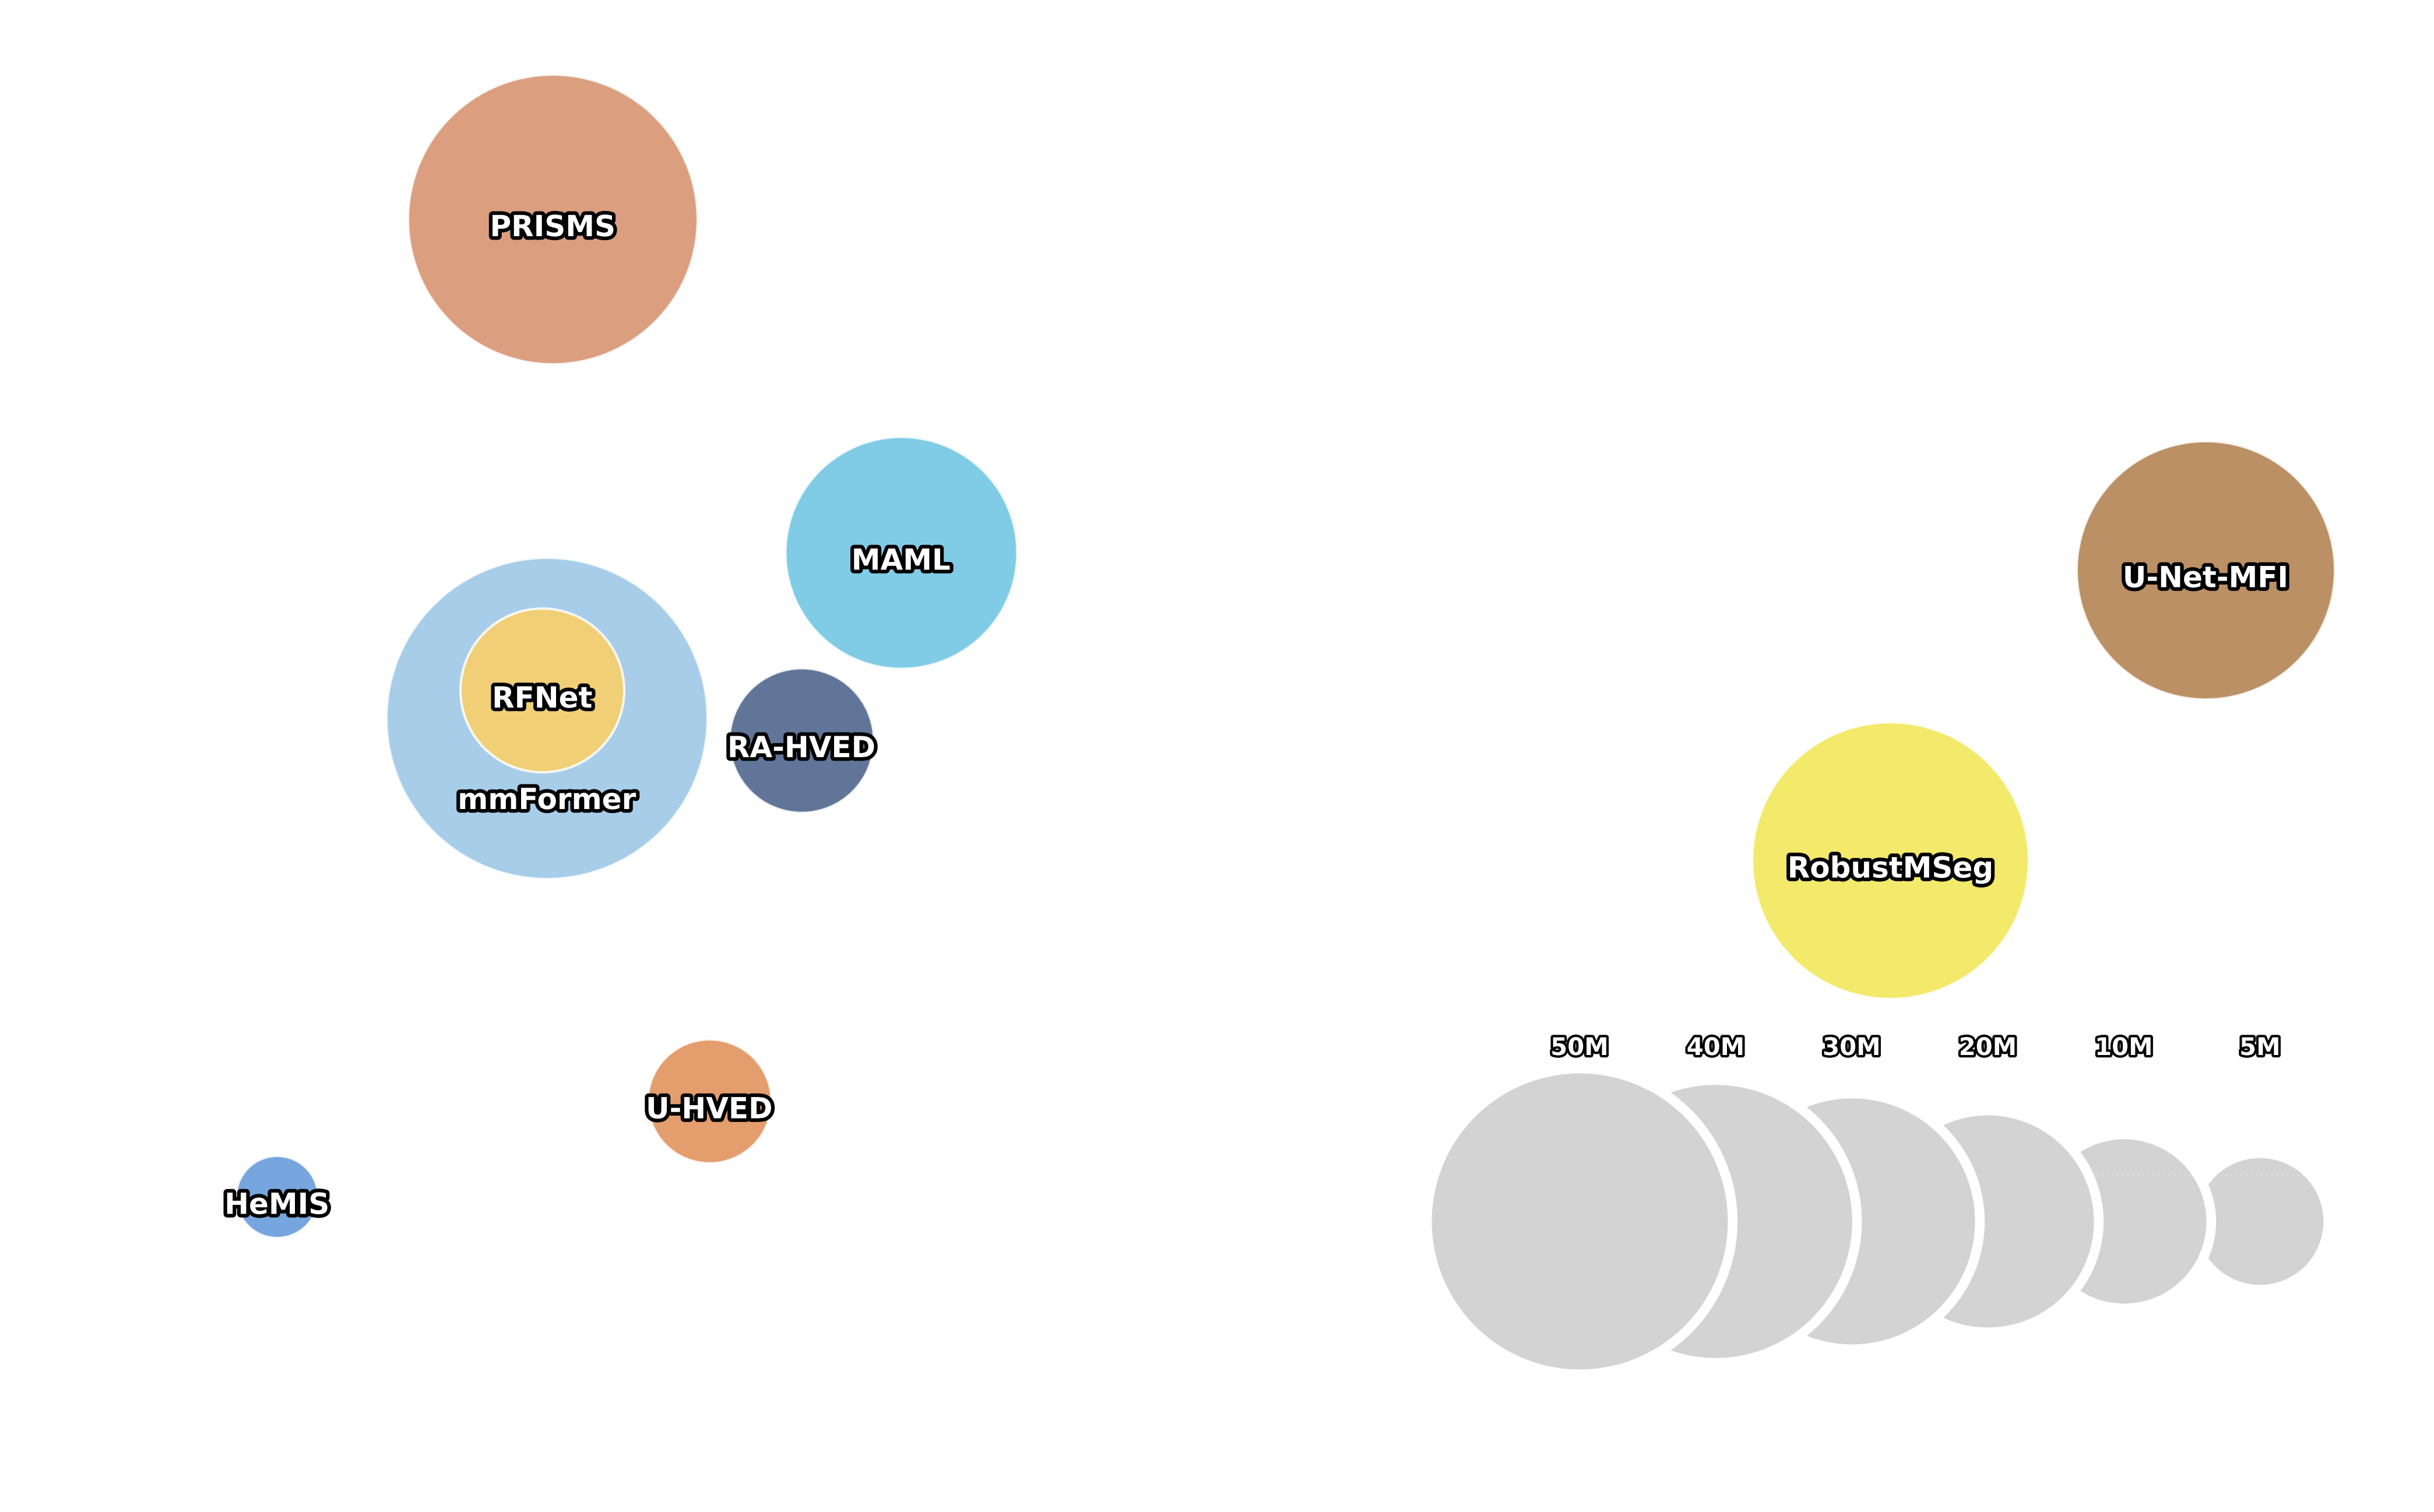 PRISMS
MAML
U-Net-MFI
RFNet
RA-HVED
mmFormer
RobustMSeg
50M 40M 30M 20M 10M 5M
U-HVED
HeMIS